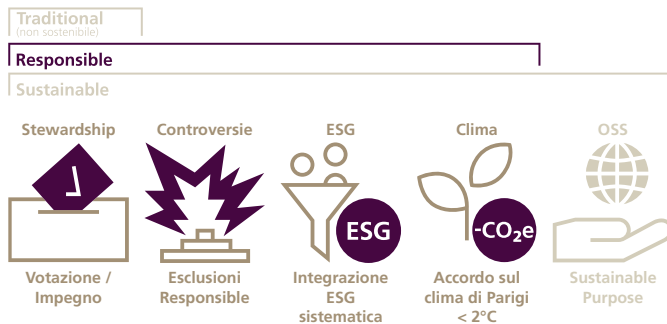 Traditional
(non sostenibile)
Responsible
Sustainable
Stewardship
Controversie
ESG
Clima
OSS
ESG
-CO₂e
Votazione /
Impegno
Esclusioni
Responsible
Integrazione
ESG
sistematica
Accordo sul
clima di Parigi
< 2°C
Sustainable
Purpose